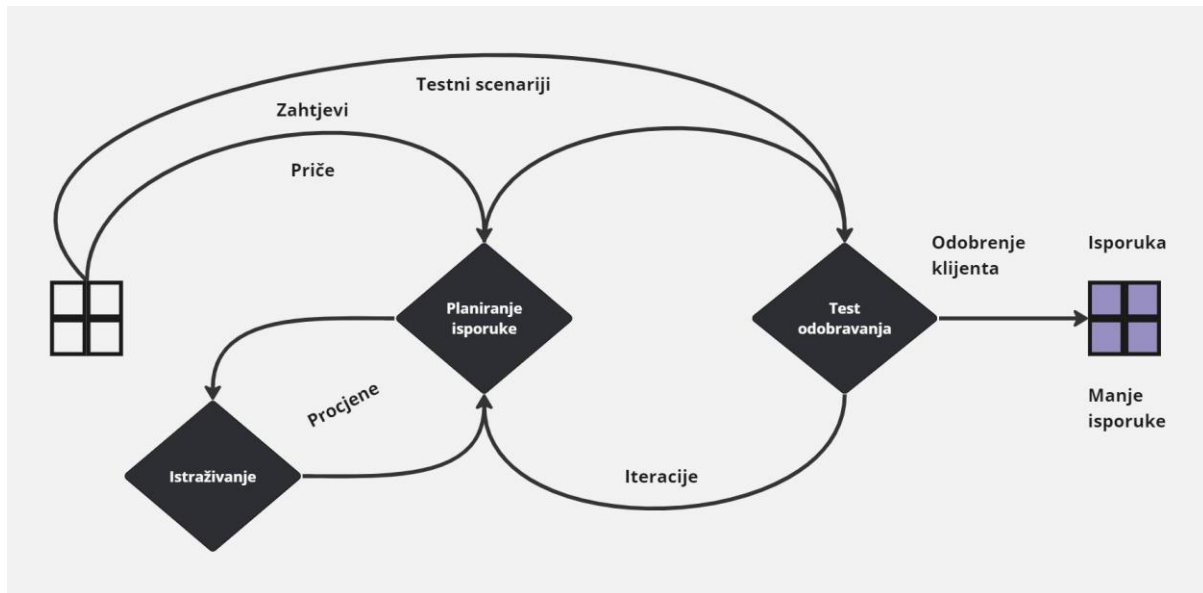 Testni scenariji
Zahtjevi
Priče
Odobrenje
klijenta
Isporuka
Planiranje
isporuke
Test
odobravanja
Procjene
Manje
isporuke
Istraživanje
Iteracije